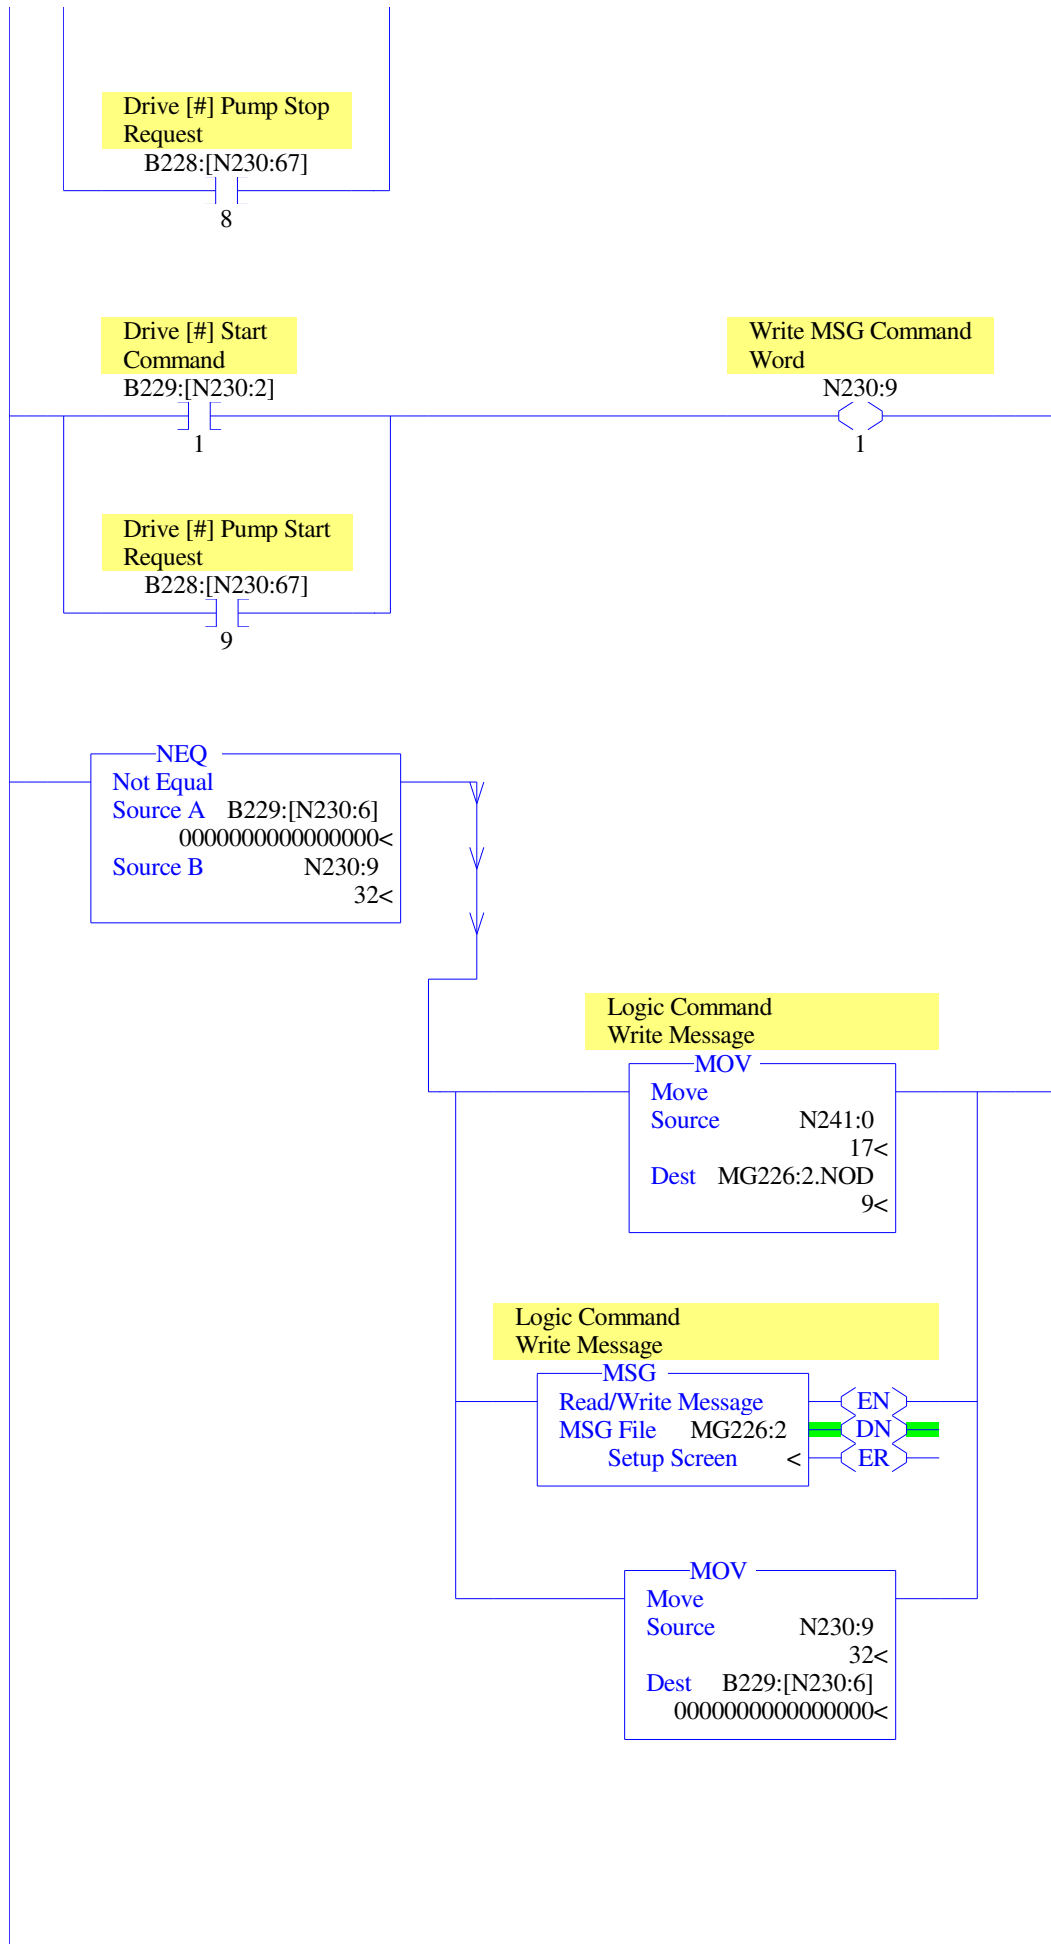 Drive [#] Pump Stop
Request
B228:[N230:67]
8
Drive [#] Start
Command
B229:[N230:2]
1
Write MSG Command
Word
N230:9
1
Drive [#] Pump Start
Request
B228:[N230:67]
9
NEQ
Not Equal
Source A B229:[N230:6]
0000000000000000<
Source B N230:9
32<
Logic Command
Write Message
MOV
Move
Source N241:0
17<
Dest MG226:2.NOD
9<
Logic Command
Write Message
MSG
Read/Write Message EN
MSG File MG226:2 DN
Setup Screen < ER
MOV
Move
Source N230:9
32<
Dest B229:[N230:6]
0000000000000000<